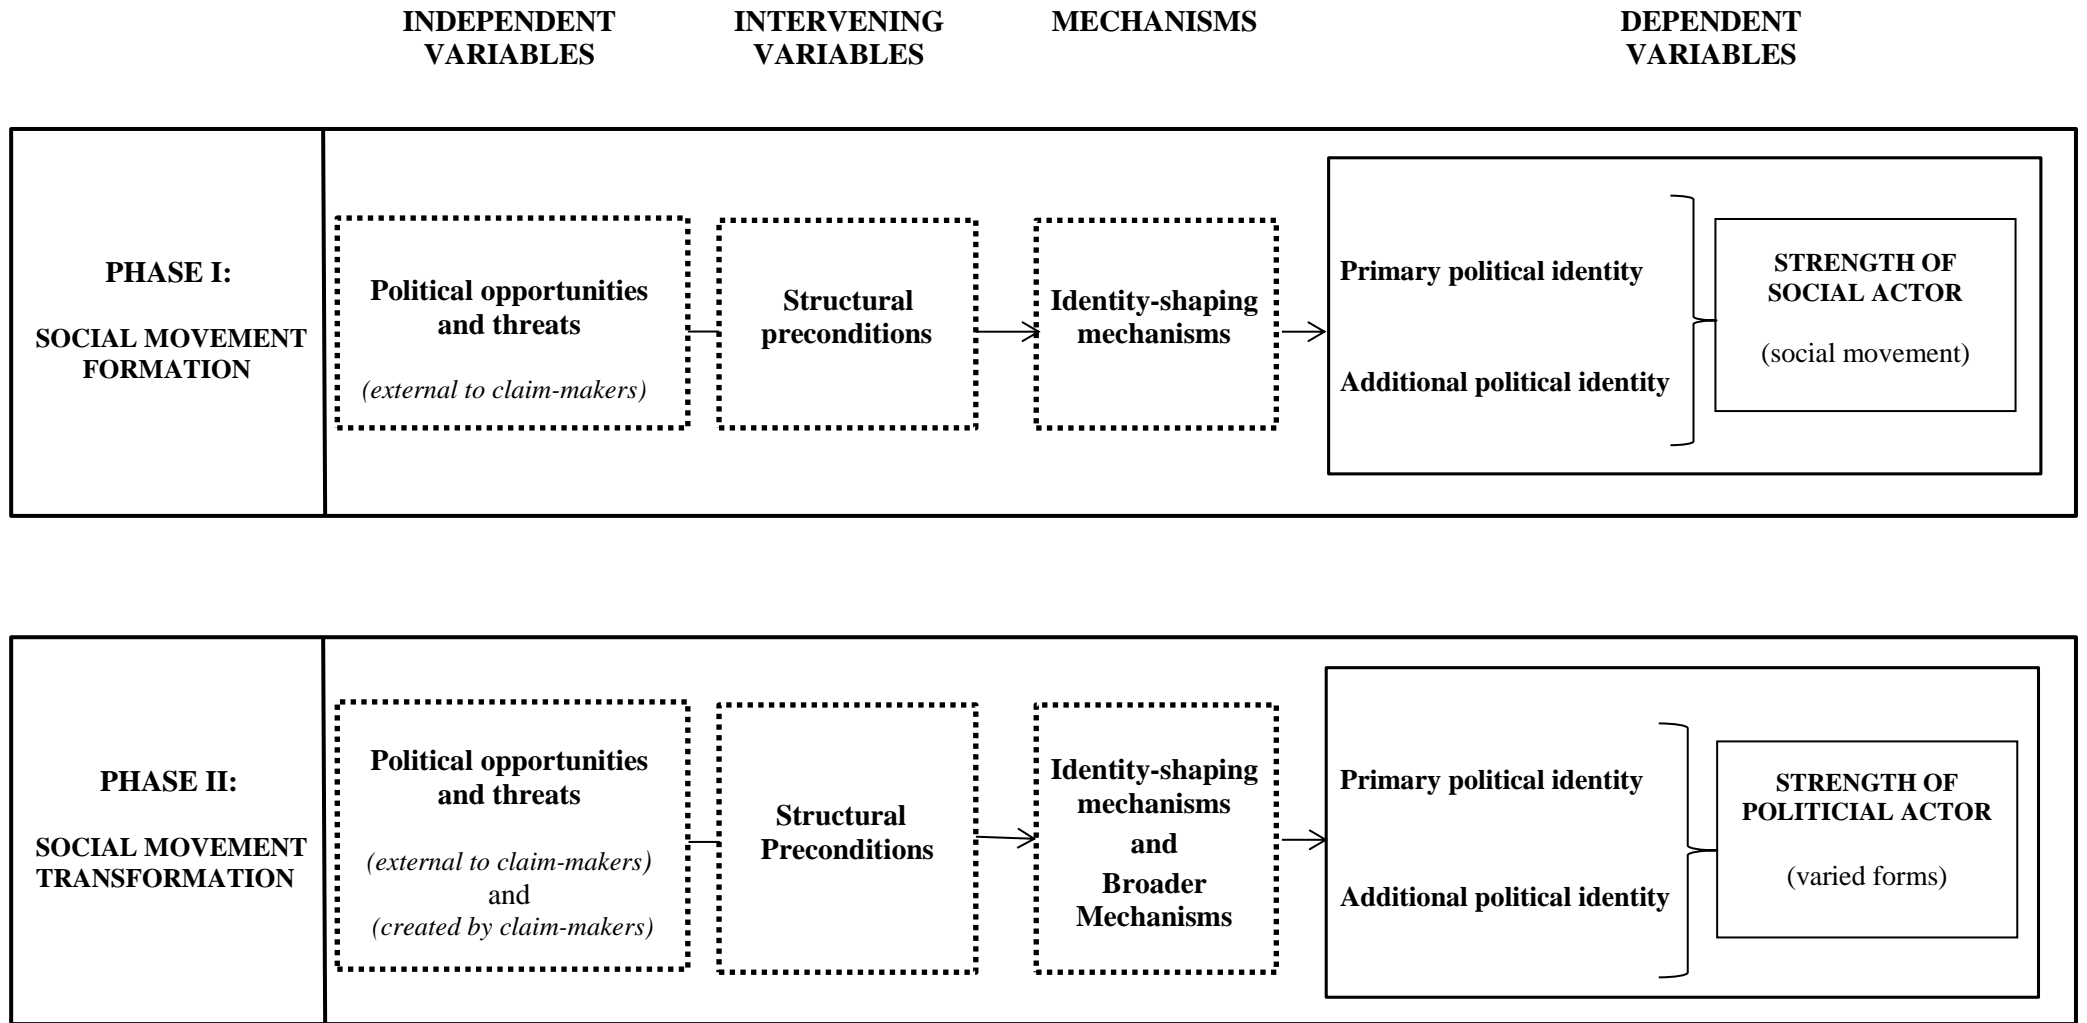 INDEPENDENT
VARIABLES
INTERVENING
VARIABLES
MECHANISMS
DEPENDENT
VARIABLES
PHASE I:
SOCIAL MOVEMENT
FORMATION
Political opportunities
and threats
(external to claim-makers)
Structural
preconditions
Identity-shaping
mechanisms
Primary political identity
Additional political identity
STRENGTH OF
SOCIAL ACTOR
(social movement)
PHASE II:
SOCIAL MOVEMENT
TRANSFORMATION
Political opportunities
and threats
(external to claim-makers)
and
(created by claim-makers)
Structural
Preconditions
Identity-shaping
mechanisms
and
Broader
Mechanisms
Primary political identity
Additional political identity
STRENGTH OF
POLITICIAL ACTOR
(varied forms)